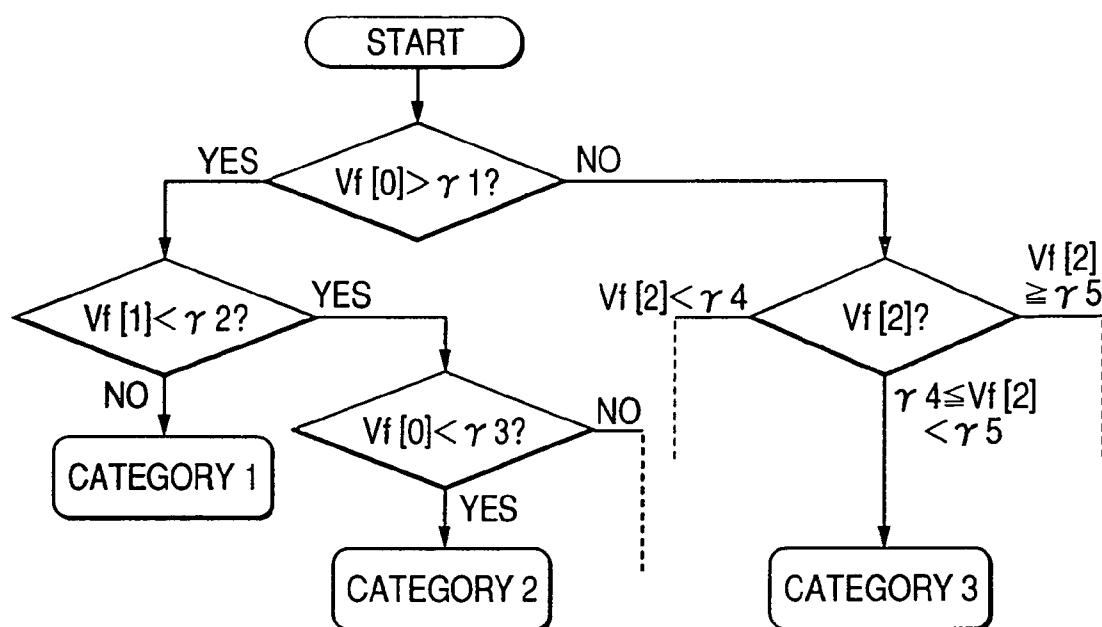 START
YES
NO
Vf [0]> γ 1?
Vf [1]< γ 2?
YES
Vf [2]< γ 4
Vf [2]?
Vf [2]
≧ γ 5
NO
Vf [0]< γ 3?
NO
γ 4≦Vf [2]
< γ 5
CATEGORY 1
YES
CATEGORY 2
CATEGORY 3